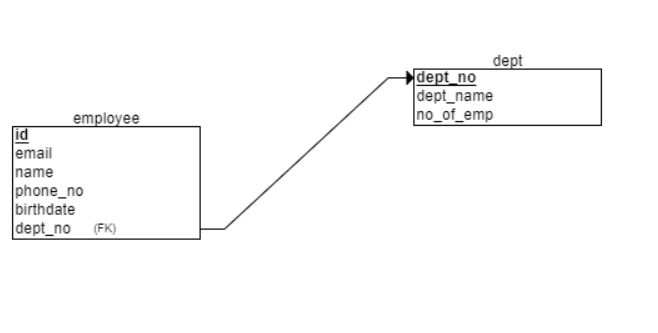 dept
dept_no
dept_name
no_of_emp
employee
id
email
name
phone_no
birthdate
dept_no (FK)